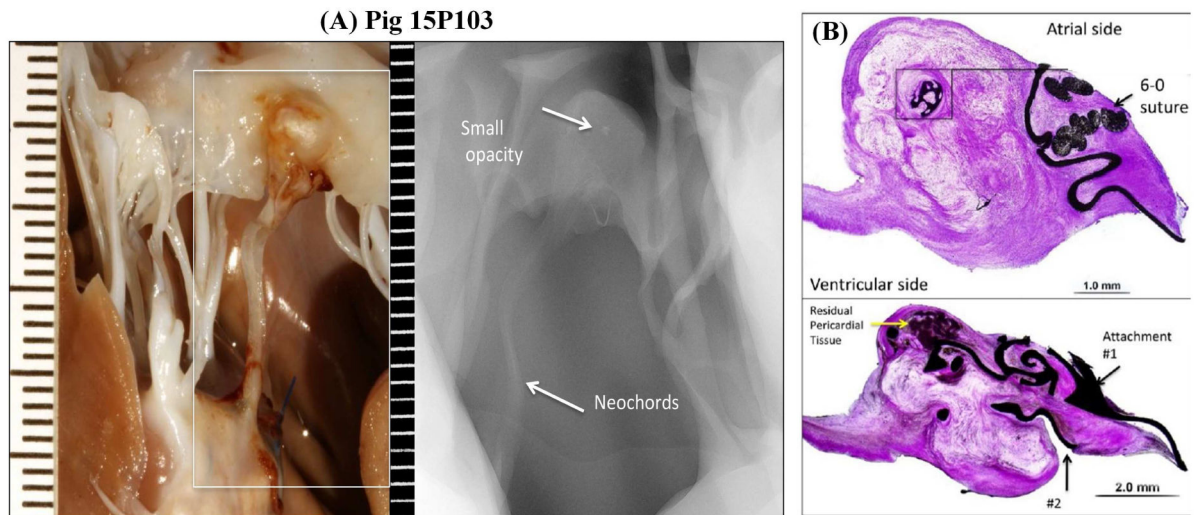 (A) Pig 15P103
Small
opacity
Neochords
(B)
Atrial side
6-0
suture
Ventricular side
1.0 mm
Residual
Pericardial
Tissue
Attachment
#1
#2
2.0 mm